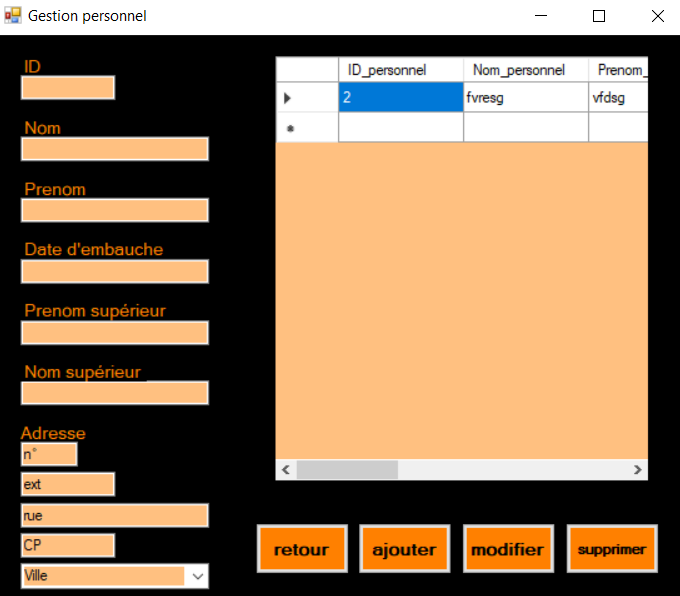 Gestion personnel
ID
Nom
Prenom
Date d'embauche
Prenom supérieur
Nom supérieur
Adresse
n°
ext
rue
CP
Ville
ID_personnel Nom_personnel Prenom_
2 fvresg vfdsg
retour ajouter modifier supprimer